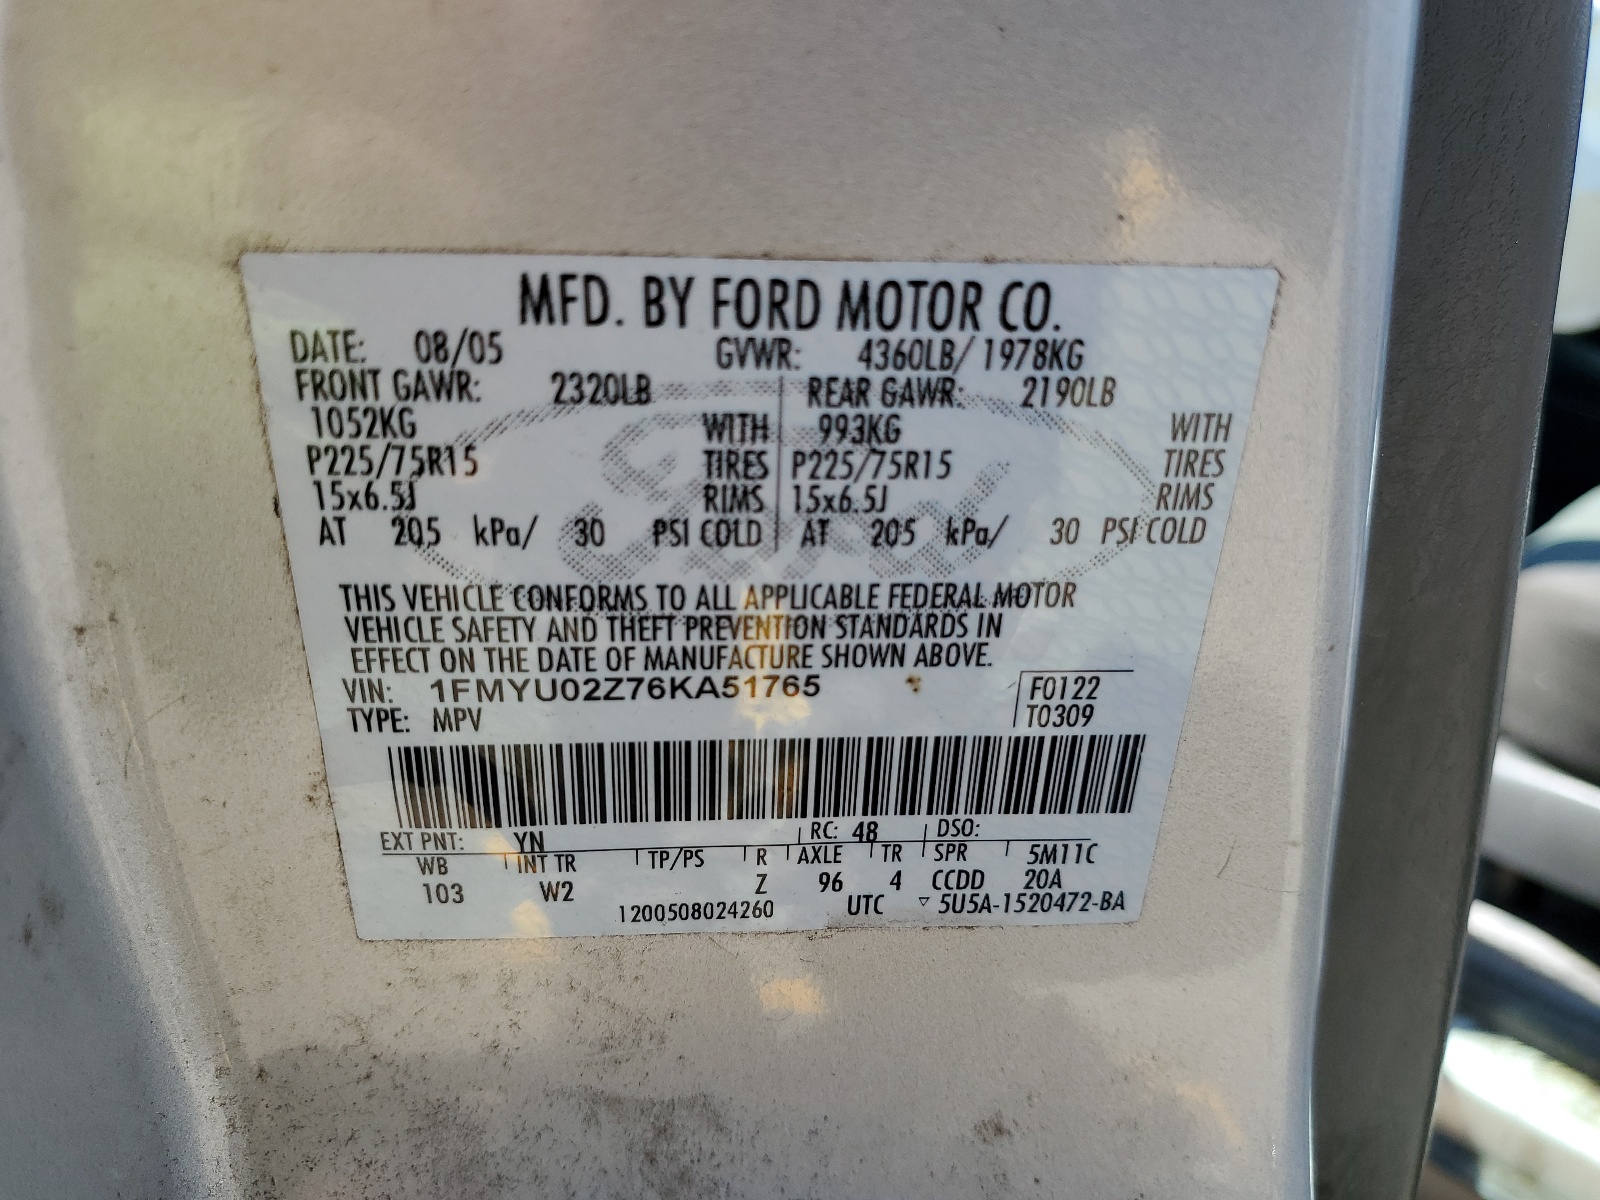 MFD. BY FORD MOTOR CO.
DATE: 08/05 GVWR: 4360LB/ 1978KG
FRONT GAWR: 2320LB REAR GAWR: 2190LB
1052KG WITH 993KG WITH
P225/75R15 TIRES P225/75R15 TIRES
15x6.5J RIMS 15x6.5J RIMS
AT 205 kPa/ 30 PSI COLD AT 205 kPa/ 30 PSI COLD
Ford
THIS VEHICLE CONFORMS TO ALL APPLICABLE FEDERAL MOTOR
VEHICLE SAFETY AND THEFT PREVENTION STANDARDS IN
EFFECT ON THE DATE OF MANUFACTURE SHOWN ABOVE.
VIN: 1FMYU02Z76KA51765 F0122
TYPE: MPV T0309
EXT PNT: YN RC: 48 DSO:
WB INT TR TP/PS R AXLE TR SPR 5M11C
103 W2 Z 96 4 CCDD 20A
1200508024260 UTC ▽ 5U5A-1520472-BA